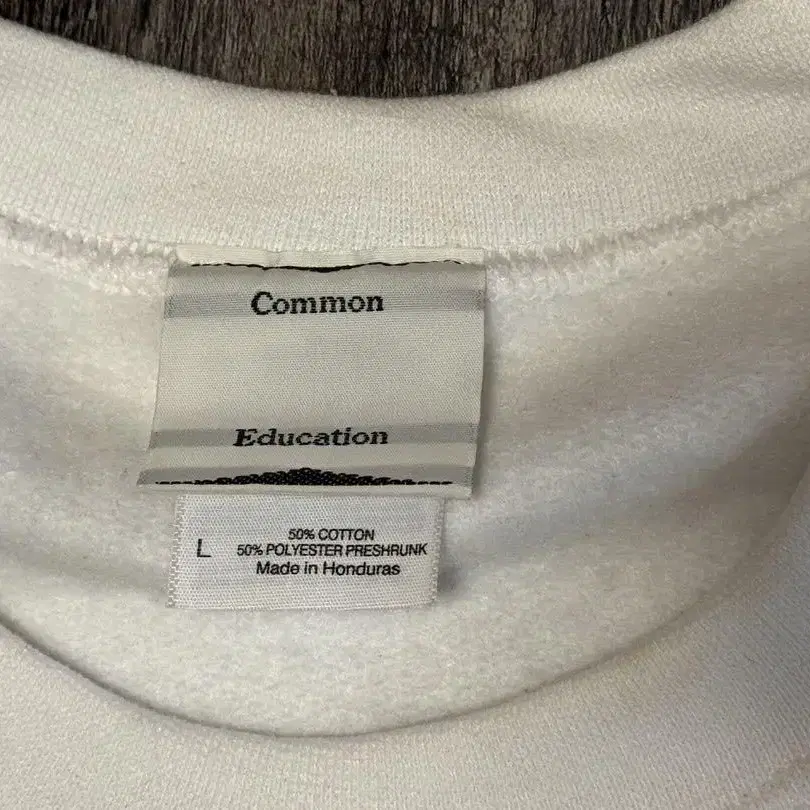 Common
Education
L
50% COTTON
50% POLYESTER PRESHRUNK
Made in Honduras